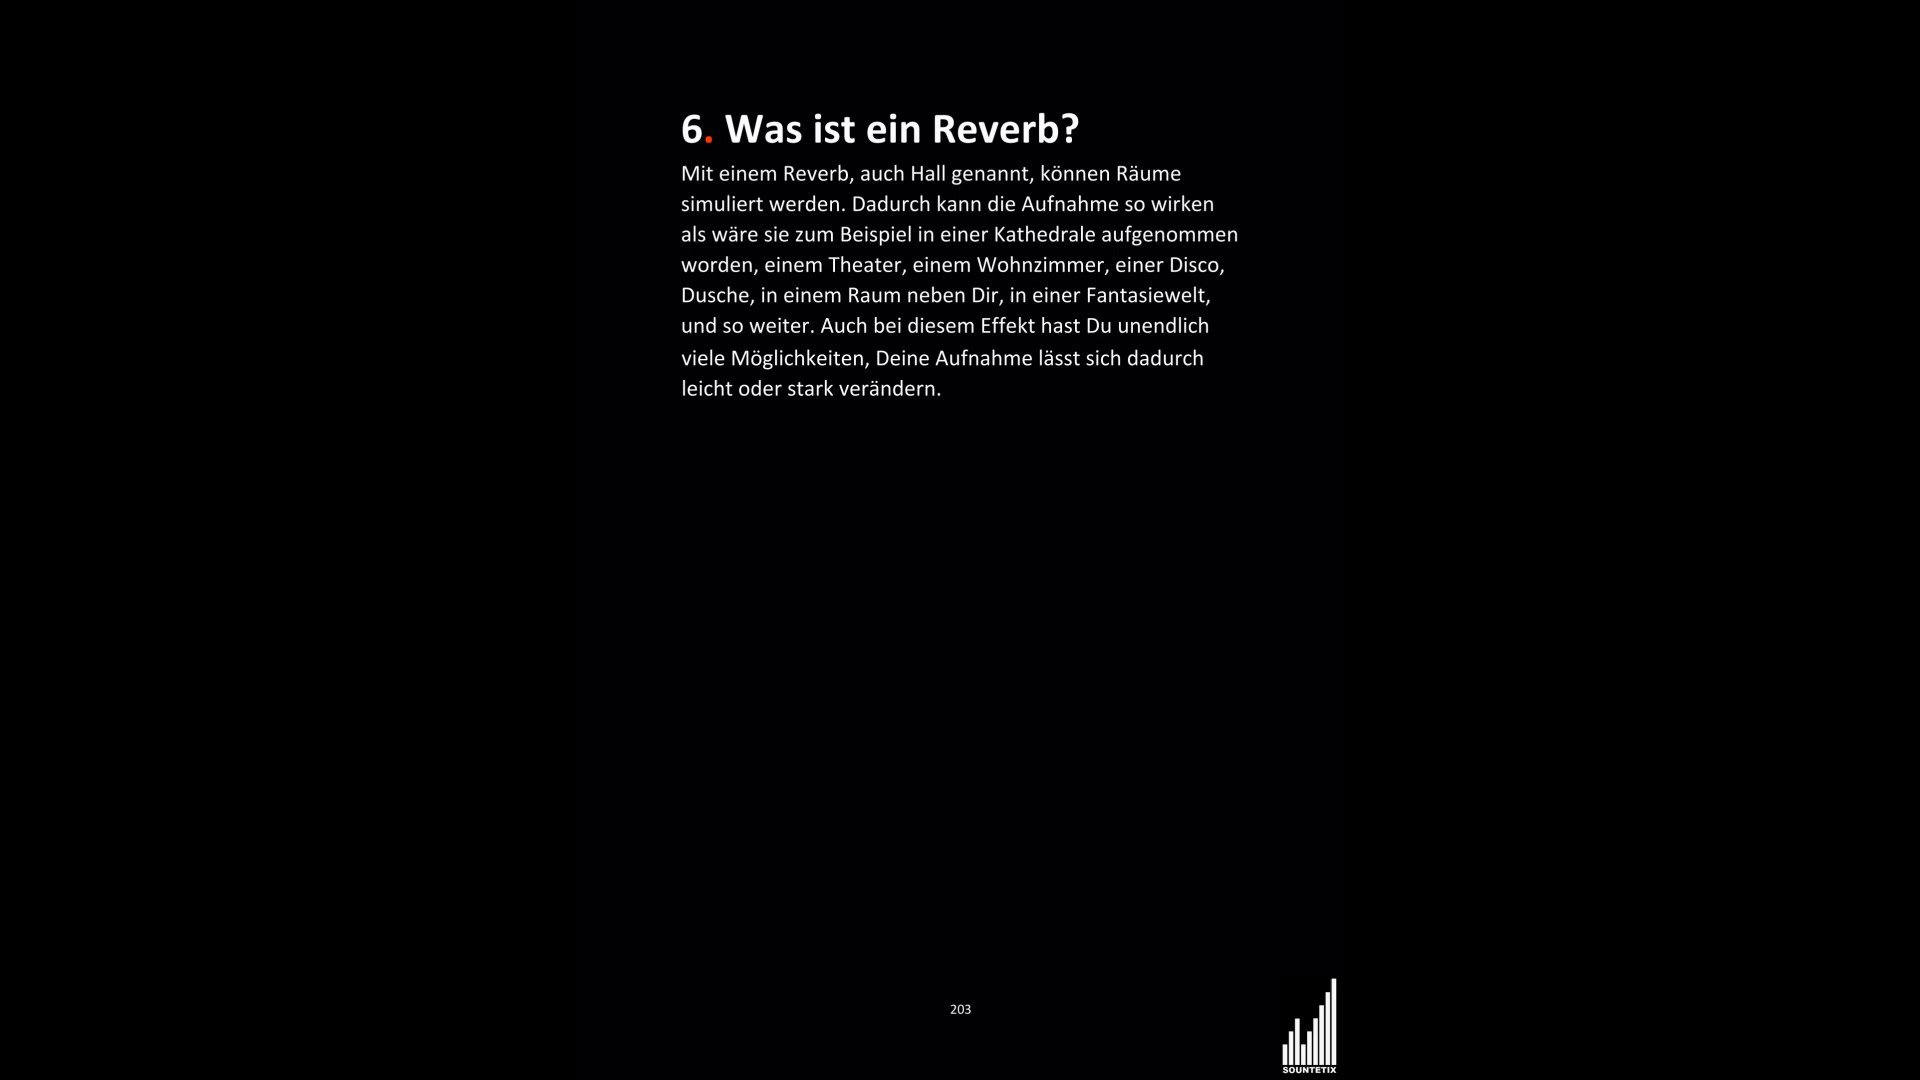 6. Was ist ein Reverb?
Mit einem Reverb, auch Hall genannt, können Räume
simuliert werden. Dadurch kann die Aufnahme so wirken
als wäre sie zum Beispiel in einer Kathedrale aufgenommen
worden, einem Theater, einem Wohnzimmer, einer Disco,
Dusche, in einem Raum neben Dir, in einer Fantasiewelt,
und so weiter. Auch bei diesem Effekt hast Du unendlich
viele Möglichkeiten, Deine Aufnahme lässt sich dadurch
leicht oder stark verändern.
203
SOUNTETIX